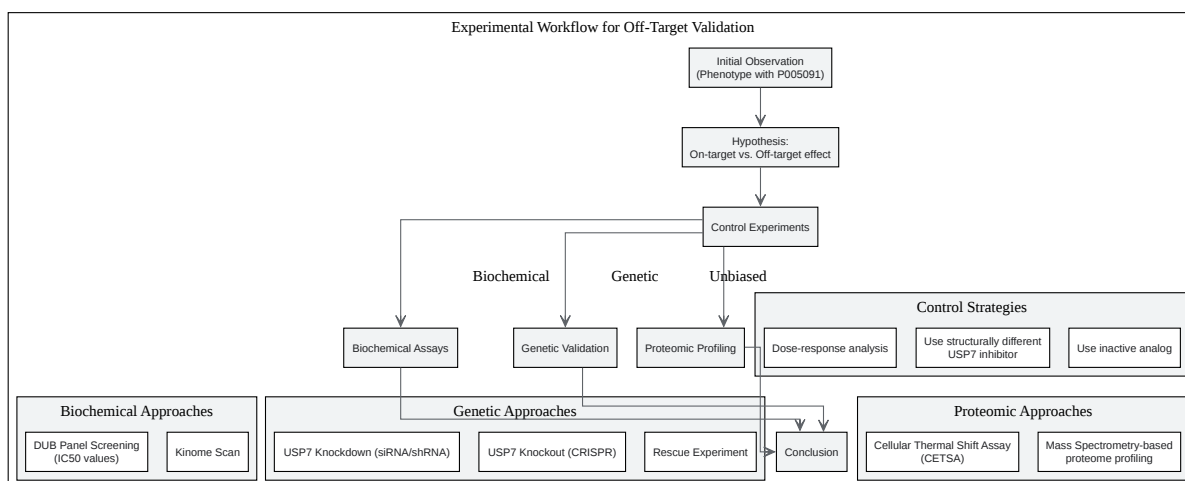 Experimental Workflow for Off-Target Validation
Initial Observation
(Phenotype with P005091)
Hypothesis:
On-target vs. Off-target effect
Control Experiments
Biochemical
Genetic
Unbiased
Control Strategies
Biochemical Assays
Genetic Validation
Proteomic Profiling
Dose-response analysis
Use structurally different
USP7 inhibitor
Use inactive analog
Biochemical Approaches
DUB Panel Screening
(IC50 values)
Kinome Scan
Genetic Approaches
USP7 Knockdown (siRNA/shRNA)
USP7 Knockout (CRISPR)
Rescue Experiment
Conclusion
Proteomic Approaches
Cellular Thermal Shift Assay
(CETSA)
Mass Spectrometry-based
proteome profiling